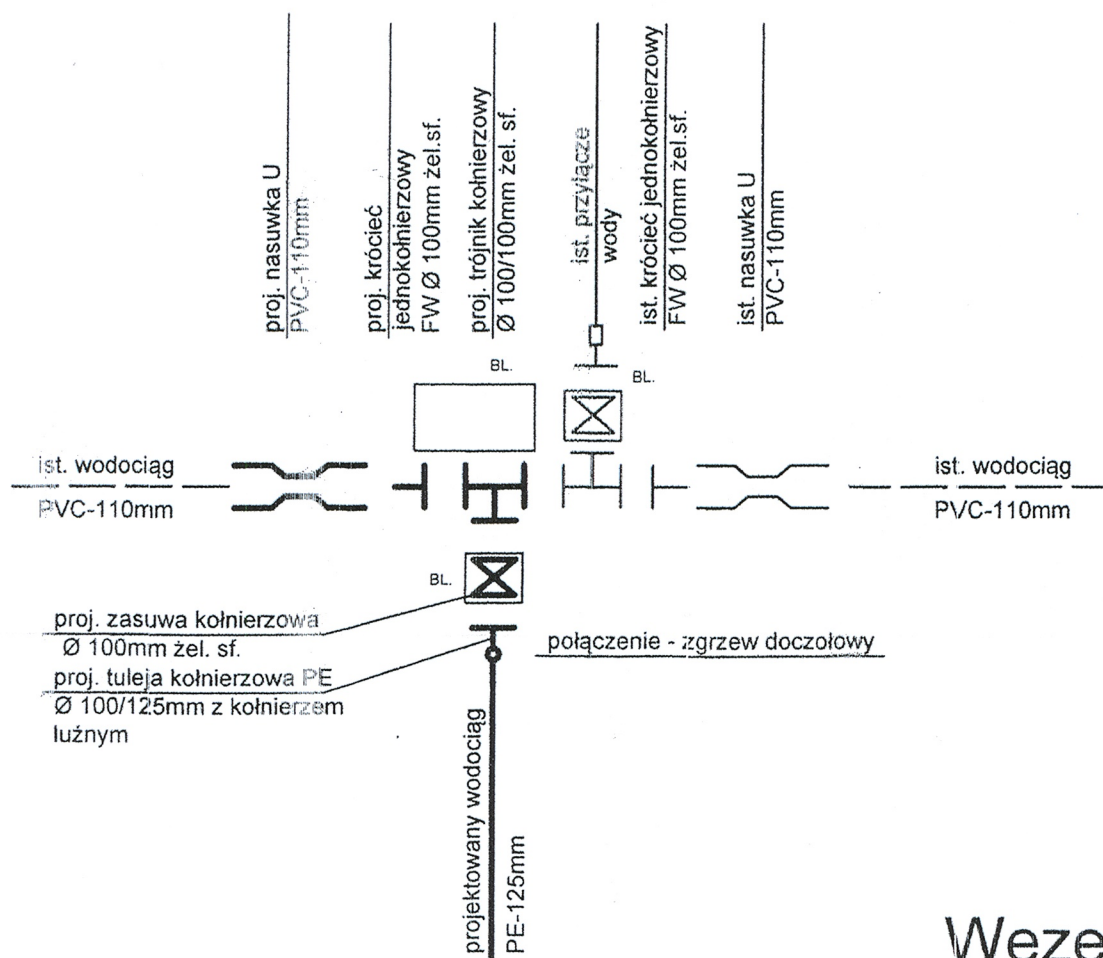 proj. nasuwka U
PVC-110mm
proj. króciec
jednokołnierzowy
FW Ø 100mm żel.sf.
proj. trójnik kołnierzowy
Ø 100/100mm żel. sf.
ist. przyłącze
wody
ist. króciec jednokołnierzowy
FW Ø 100mm żel.sf.
ist. nasuwka U
PVC-110mm
BL.
BL.
ist. wodociąg
PVC-110mm
ist. wodociąg
PVC-110mm
BL.
proj. zasuwa kołnierzowa
Ø 100mm żel. sf.
proj. tuleja kołnierzowa PE
Ø 100/125mm z kołnierzem
luźnym
połączenie - zgrzew doczołowy
projektowany wodociąg
PE-125mm